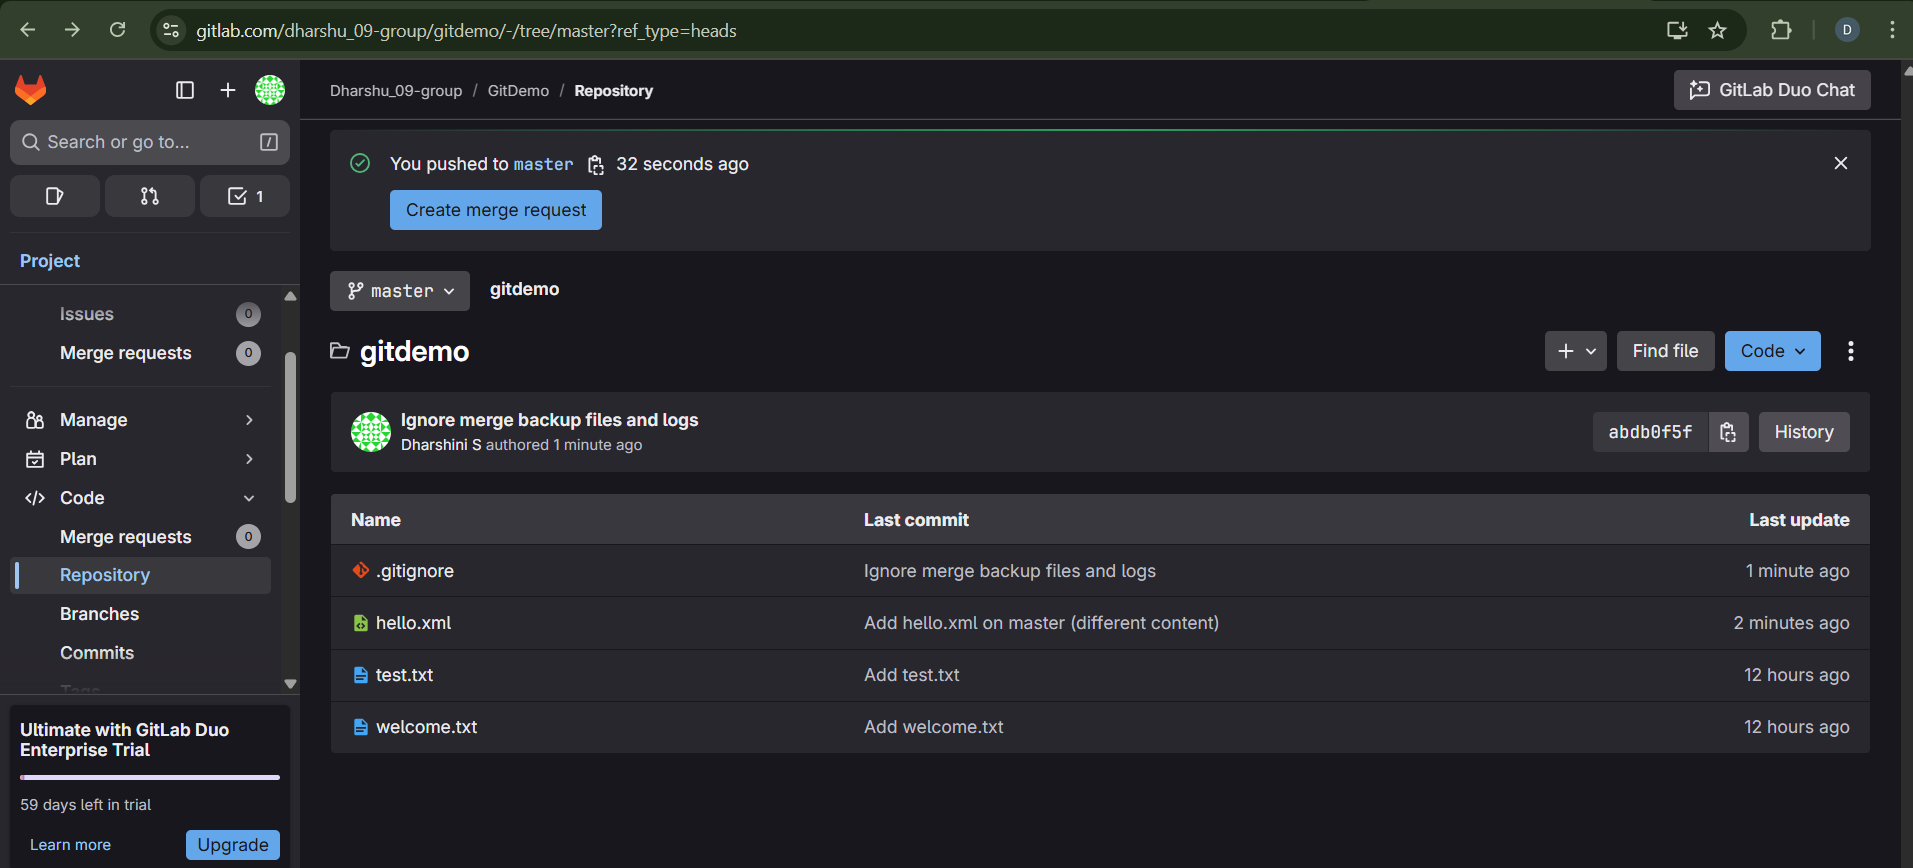 gitlab.com/dharshu_09-group/gitdemo/-/tree/master?ref_type=heads
D
Dharshu_09-group / GitDemo / Repository
GitLab Duo Chat
Search or go to...
/
1
Project
Issues 0
Merge requests 0
Manage
Plan
Code
Merge requests 0
Repository
Branches
Commits
Tags
Ultimate with GitLab Duo
Enterprise Trial
59 days left in trial
Learn more
Upgrade
You pushed to master 32 seconds ago
Create merge request
master
gitdemo
gitdemo
Find file
Code
Ignore merge backup files and logs
Dharshini S authored 1 minute ago
abdb0f5f
History
Name Last commit Last update
.gitignore Ignore merge backup files and logs 1 minute ago
hello.xml Add hello.xml on master (different content) 2 minutes ago
test.txt Add test.txt 12 hours ago
welcome.txt Add welcome.txt 12 hours ago